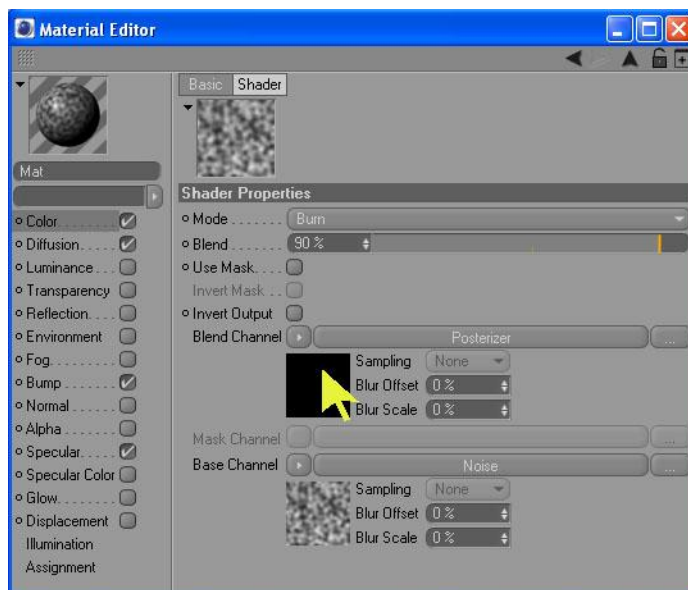 Material Editor
Basic Shader
Mat
Shader Properties
Color
Diffusion
Luminance
Transparency
Reflection
Environment
Fog
Bump
Normal
Alpha
Specular
Specular Color
Glow
Displacement
Illumination
Assignment
Mode Burn
Blend 90 %
Use Mask
Invert Mask
Invert Output
Blend Channel Posterizer ...
Sampling None
Blur Offset 0 %
Blur Scale 0 %
Mask Channel ...
Base Channel Noise ...
Sampling None
Blur Offset 0 %
Blur Scale 0 %